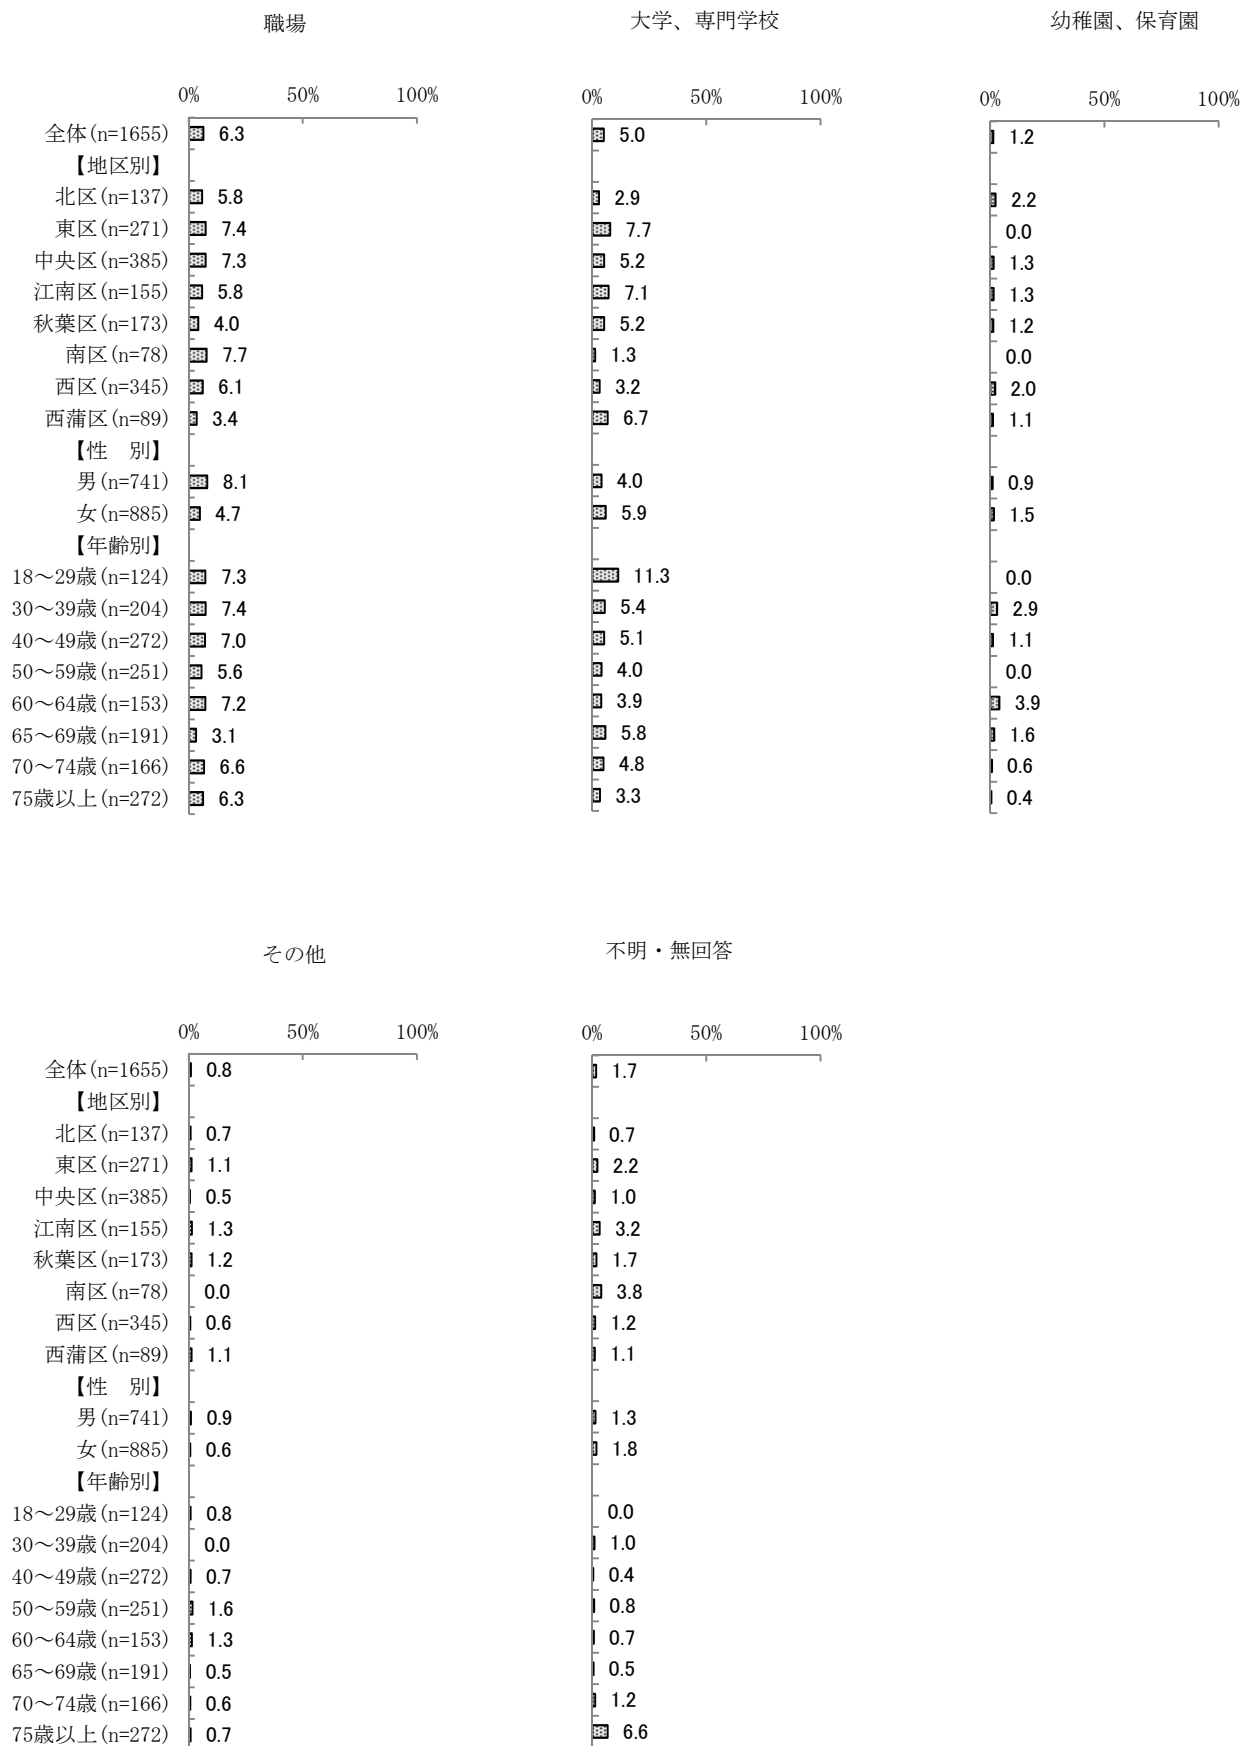 職場 大学、専門学校 幼稚園、保育園
0% 50% 100% 0% 50% 100% 0% 50% 100%
全体(n=1655) 6.3 5.0 1.2
【地区別】
北区(n=137) 5.8 2.9 2.2
東区(n=271) 7.4 7.7 0.0
中央区(n=385) 7.3 5.2 1.3
江南区(n=155) 5.8 7.1 1.3
秋葉区(n=173) 4.0 5.2 1.2
南区(n=78) 7.7 1.3 0.0
西区(n=345) 6.1 3.2 2.0
西蒲区(n=89) 3.4 6.7 1.1
【性　別】
男(n=741) 8.1 4.0 0.9
女(n=885) 4.7 5.9 1.5
【年齢別】
18～29歳(n=124) 7.3 11.3 0.0
30～39歳(n=204) 7.4 5.4 2.9
40～49歳(n=272) 7.0 5.1 1.1
50～59歳(n=251) 5.6 4.0 0.0
60～64歳(n=153) 7.2 3.9 3.9
65～69歳(n=191) 3.1 5.8 1.6
70～74歳(n=166) 6.6 4.8 0.6
75歳以上(n=272) 6.3 3.3 0.4
その他 不明・無回答
0% 50% 100% 0% 50% 100%
全体(n=1655) 0.8 1.7
【地区別】
北区(n=137) 0.7 0.7
東区(n=271) 1.1 2.2
中央区(n=385) 0.5 1.0
江南区(n=155) 1.3 3.2
秋葉区(n=173) 1.2 1.7
南区(n=78) 0.0 3.8
西区(n=345) 0.6 1.2
西蒲区(n=89) 1.1 1.1
【性　別】
男(n=741) 0.9 1.3
女(n=885) 0.6 1.8
【年齢別】
18～29歳(n=124) 0.8 0.0
30～39歳(n=204) 0.0 1.0
40～49歳(n=272) 0.7 0.4
50～59歳(n=251) 1.6 0.8
60～64歳(n=153) 1.3 0.7
65～69歳(n=191) 0.5 0.5
70～74歳(n=166) 0.6 1.2
75歳以上(n=272) 0.7 6.6